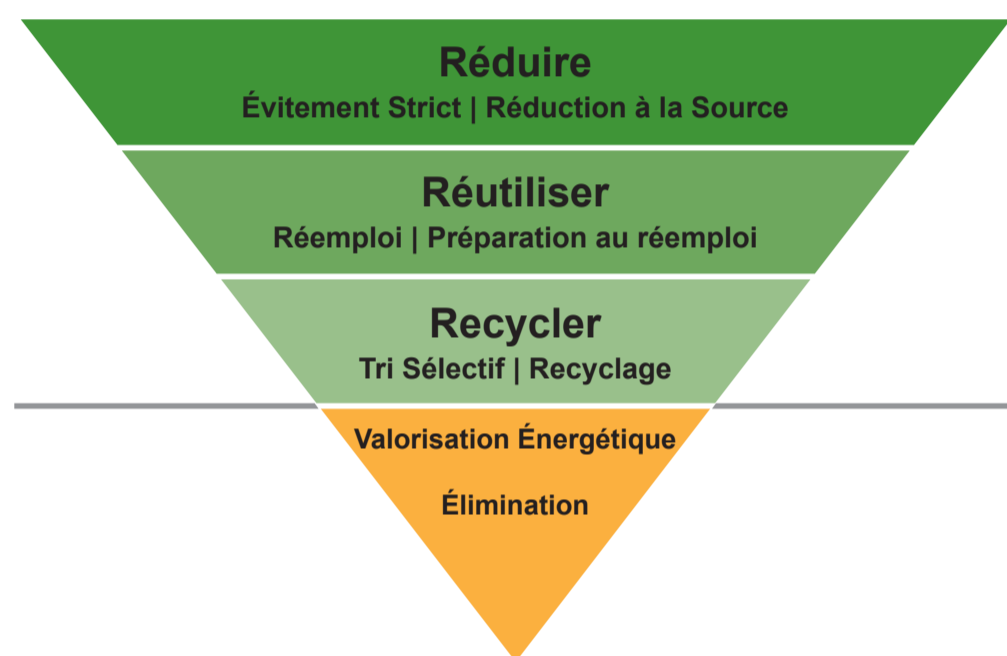 Réduire
Évitement Strict | Réduction à la Source
Réutiliser
Réemploi | Préparation au réemploi
Recycler
Tri Sélectif | Recyclage
Valorisation Énergétique
Élimination